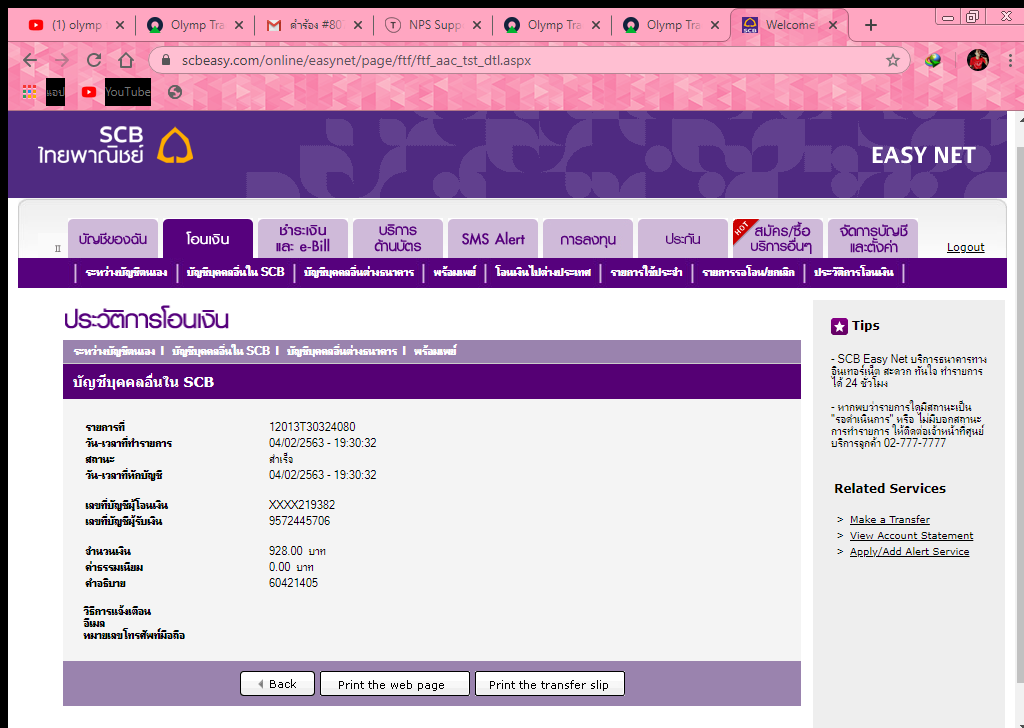 (1) olymp
Olymp Tra
คำร้อง #80
NPS Supp
Olymp Tra
Olymp Tra
Welcome
scbeasy.com/online/easynet/page/ftf/ftf_aac_tst_dtl.aspx
แอป
YouTube
SCB
ไทยพาณิชย์
EASY NET
บัญชีของฉัน
โอนเงิน
ชำระเงิน
และ e-Bill
บริการ
ด้านบัตร
SMS Alert
การลงทุน
ประกัน
HOT
สมัคร/ซื้อ
บริการอื่นๆ
จัดการบัญชี
และตั้งค่า
Logout
ระหว่างบัญชีตนเอง
บัญชีบุคคลอื่นใน SCB
บัญชีบุคคลอื่นต่างธนาคาร
พร้อมเพย์
โอนเงินไปต่างประเทศ
รายการใช้ประจำ
รายการรอโอน/ยกเลิก
ประวัติการโอนเงิน
ประวัติการโอนเงิน
ระหว่างบัญชีตนเอง | บัญชีบุคคลอื่นใน SCB | บัญชีบุคคลอื่นต่างธนาคาร | พร้อมเพย์
บัญชีบุคคลอื่นใน SCB
รายการที่ 12013T30324080
วัน-เวลาที่ทำรายการ 04/02/2563 - 19:30:32
สถานะ สำเร็จ
วัน-เวลาที่หักบัญชี 04/02/2563 - 19:30:32
เลขที่บัญชีผู้โอนเงิน XXXX219382
เลขที่บัญชีผู้รับเงิน 9572445706
จำนวนเงิน 928.00 บาท
ค่าธรรมเนียม 0.00 บาท
คำอธิบาย 60421405
วิธีการแจ้งเตือน
อีเมล
หมายเลขโทรศัพท์มือถือ
Back
Print the web page
Print the transfer slip
Tips
- SCB Easy Net บริการธนาคารทาง
อินเทอร์เน็ต สะดวก ทันใจ ทำรายการ
ได้ 24 ชั่วโมง
- หากพบว่ารายการใดมีสถานะเป็น
"รอดำเนินการ" หรือ ไม่มีบอกสถานะ
การทำรายการ ให้ติดต่อเจ้าหน้าที่ศูนย์
บริการลูกค้า 02-777-7777
Related Services
> Make a Transfer
> View Account Statement
> Apply/Add Alert Service